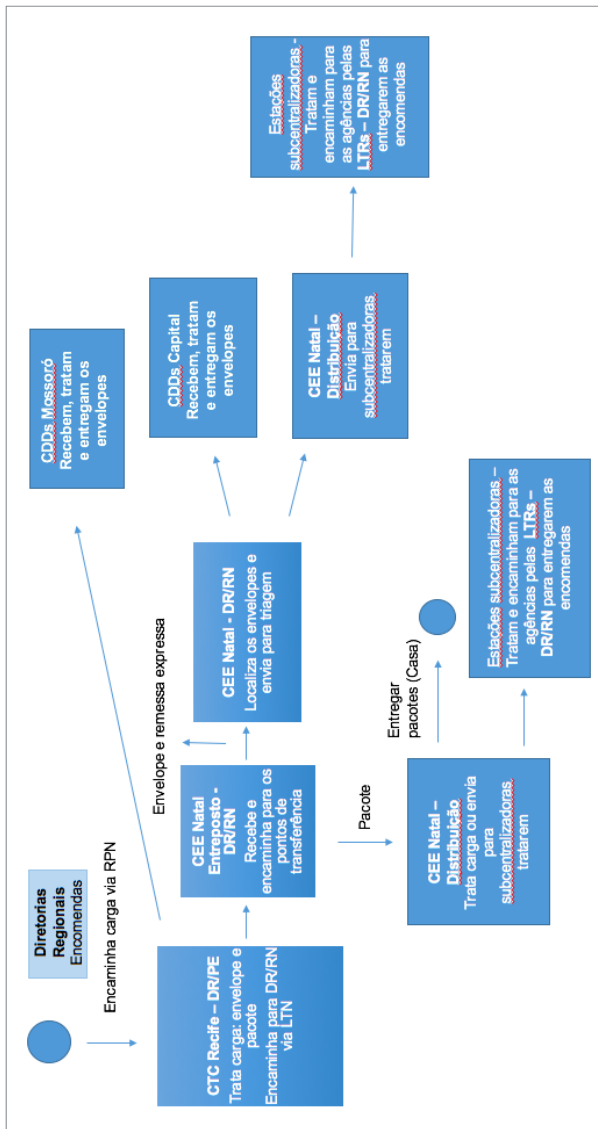 Diretorias
Regionais
Encomendas
Encaminha carga via RPN
CTC Recife – DR/PE
Trata carga: envelope e
pacote
Encaminha para DR/RN
via LTN
CEE Natal
Entreposto -
DR/RN
Recebe e
encaminha para os
pontos de
transferência
Envelope e remessa expressa
CEE Natal - DR/RN
Localiza os envelopes e
envia para triagem
CDDs Mossoró
Recebem, tratam
e entregam os
envelopes
CDDs Capital
Recebem, tratam
e entregam os
envelopes
CEE Natal –
Distribuição
Envia para
subcentralizadoras
tratarem
Estações
subcentralizadoras -
Tratam e
encaminham para
as agências pelas
LTRs – DR/RN para
entregarem as
encomendas
Pacote
CEE Natal –
Distribuição
Trata carga ou envia
para
subcentralizadoras
tratarem
Entregar
pacotes (Casa)
Estações subcentralizadoras –
Tratam e encaminham para as
agências pelas LTRs –
DR/RN para entregarem as
encomendas